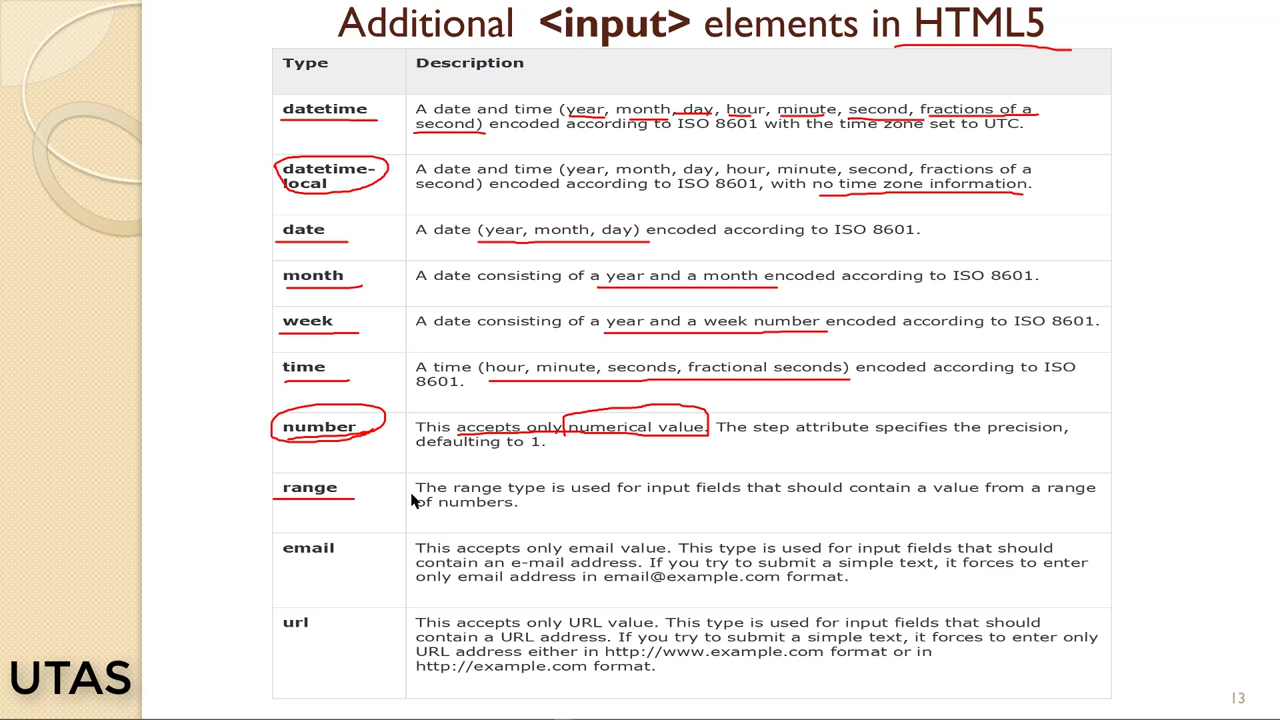 Additional <input> elements in HTML5
Type Description
datetime A date and time (year, month, day, hour, minute, second, fractions of a
second) encoded according to ISO 8601 with the time zone set to UTC.
datetime- A date and time (year, month, day, hour, minute, second, fractions of a
local second) encoded according to ISO 8601, with no time zone information.
date A date (year, month, day) encoded according to ISO 8601.
month A date consisting of a year and a month encoded according to ISO 8601.
week A date consisting of a year and a week number encoded according to ISO 8601.
time A time (hour, minute, seconds, fractional seconds) encoded according to ISO
8601.
number This accepts only numerical value. The step attribute specifies the precision,
defaulting to 1.
range The range type is used for input fields that should contain a value from a range
of numbers.
email This accepts only email value. This type is used for input fields that should
contain an e-mail address. If you try to submit a simple text, it forces to enter
only email address in email@example.com format.
url This accepts only URL value. This type is used for input fields that should
contain a URL address. If you try to submit a simple text, it forces to enter only
URL address either in http://www.example.com format or in
http://example.com format.
UTAS
13